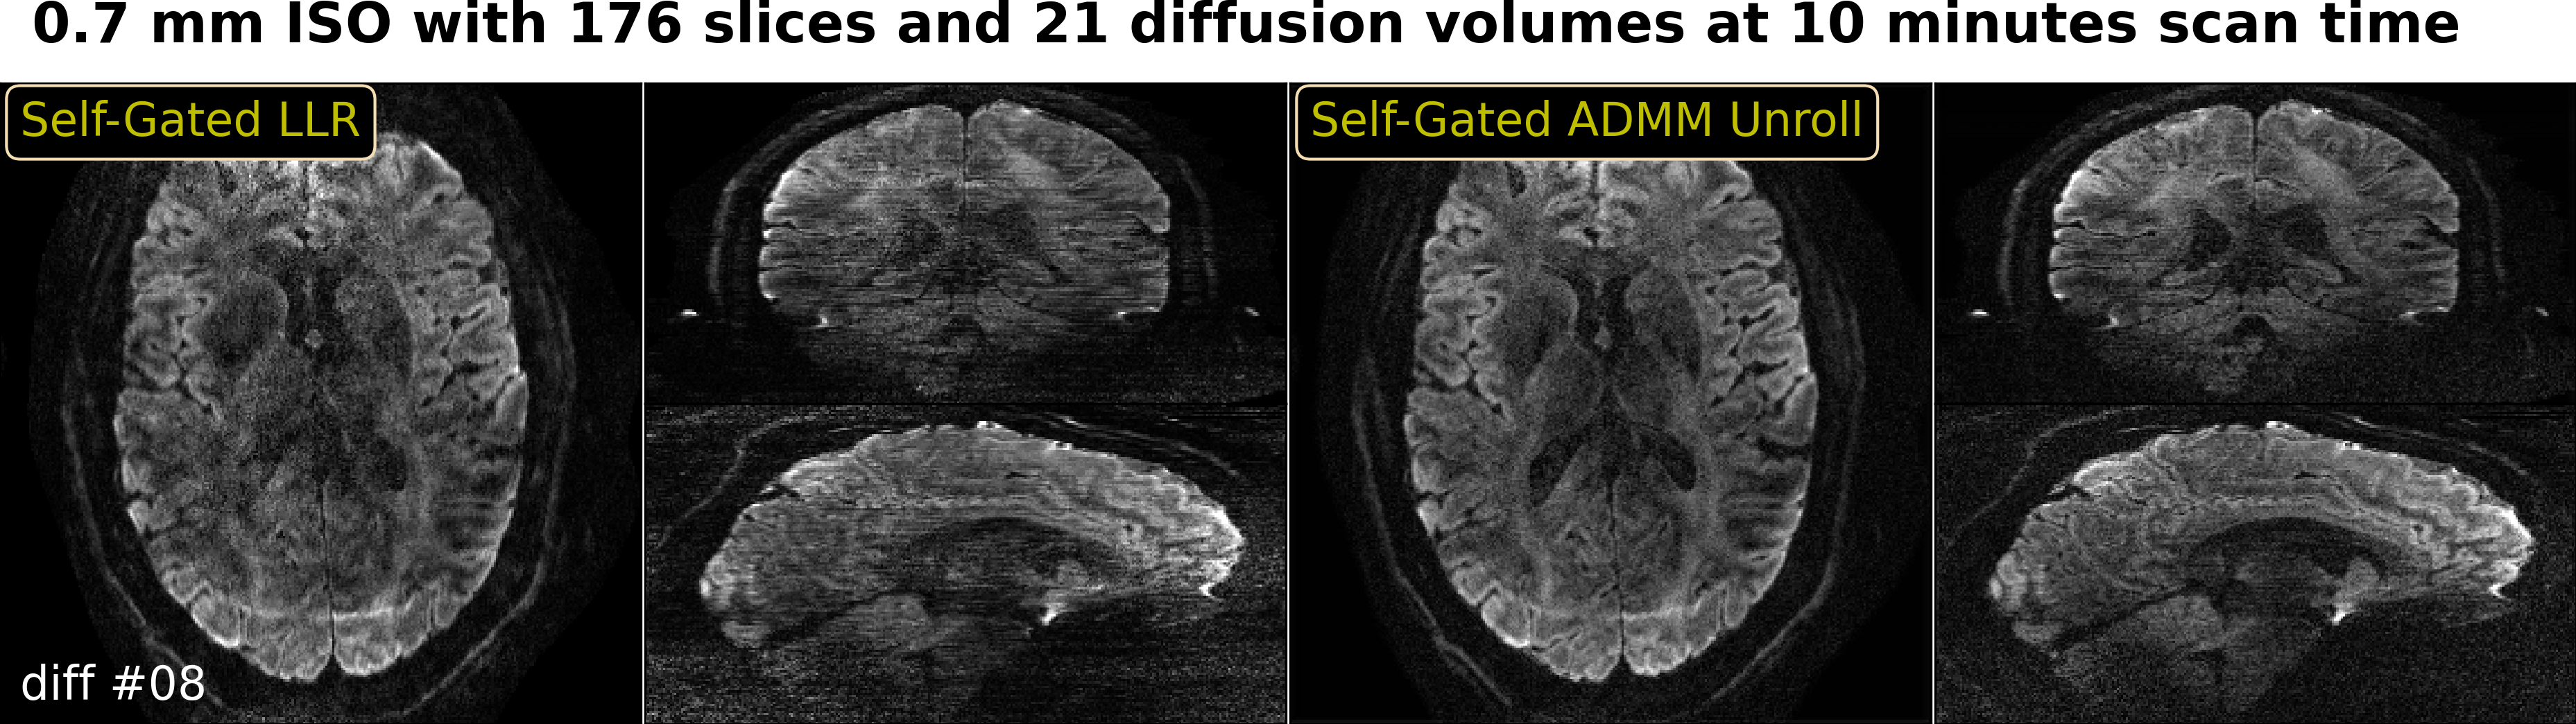 0.7 mm ISO with 176 slices and 21 diffusion volumes at 10 minutes scan time
Self-Gated LLR
Self-Gated ADMM Unroll
diff #08